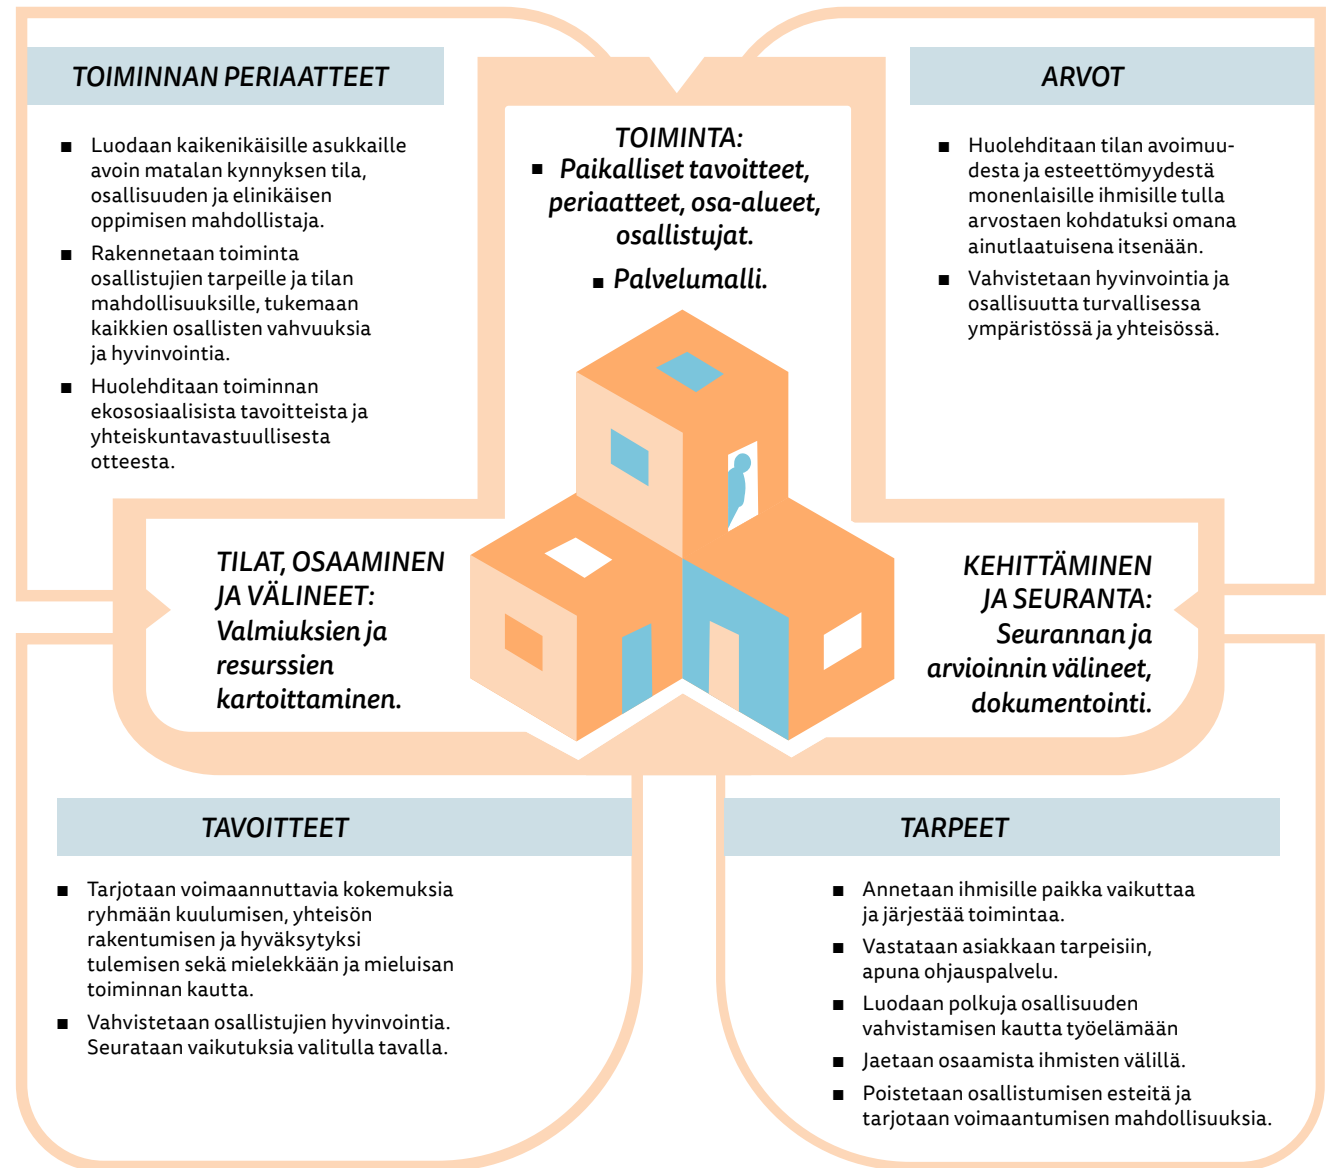 TOIMINNAN PERIAATTEET
■ Luodaan kaikenikäisille asukkaille
avoin matalan kynnyksen tila,
osallisuuden ja elinikäisen
oppimisen mahdollistaja.
■ Rakennetaan toiminta
osallistujien tarpeille ja tilan
mahdollisuuksille, tukemaan
kaikkien osallisten vahvuuksia
ja hyvinvointia.
■ Huolehditaan toiminnan
ekososiaalisista tavoitteista ja
yhteiskuntavastuullisesta
otteesta.
TOIMINTA:
■ Paikalliset tavoitteet,
periaatteet, osa-alueet,
osallistujat.
■ Palvelumalli.
ARVOT
■ Huolehditaan tilan avoimuu-
desta ja esteettömyydestä
monenlaisille ihmisille tulla
arvostaen kohdatuksi omana
ainutlaatuisena itsenään.
■ Vahvistetaan hyvinvointia ja
osallisuutta turvallisessa
ympäristössä ja yhteisössä.
TILAT, OSAAMINEN
JA VÄLINEET:
Valmiuksien ja
resurssien
kartoittaminen.
KEHITTÄMINEN
JA SEURANTA:
Seurannan ja
arvioinnin välineet,
dokumentointi.
TAVOITTEET
■ Tarjotaan voimaannuttavia kokemuksia
ryhmään kuulumisen, yhteisön
rakentumisen ja hyväksytyksi
tulemisen sekä mielekkään ja mieluisan
toiminnan kautta.
■ Vahvistetaan osallistujien hyvinvointia.
Seurataan vaikutuksia valitulla tavalla.
TARPEET
■ Annetaan ihmisille paikka vaikuttaa
ja järjestää toimintaa.
■ Vastataan asiakkaan tarpeisiin,
apuna ohjauspalvelu.
■ Luodaan polkuja osallisuuden
vahvistamisen kautta työelämään
■ Jaetaan osaamista ihmisten välillä.
■ Poistetaan osallistumisen esteitä ja
tarjotaan voimaantumisen mahdollisuuksia.